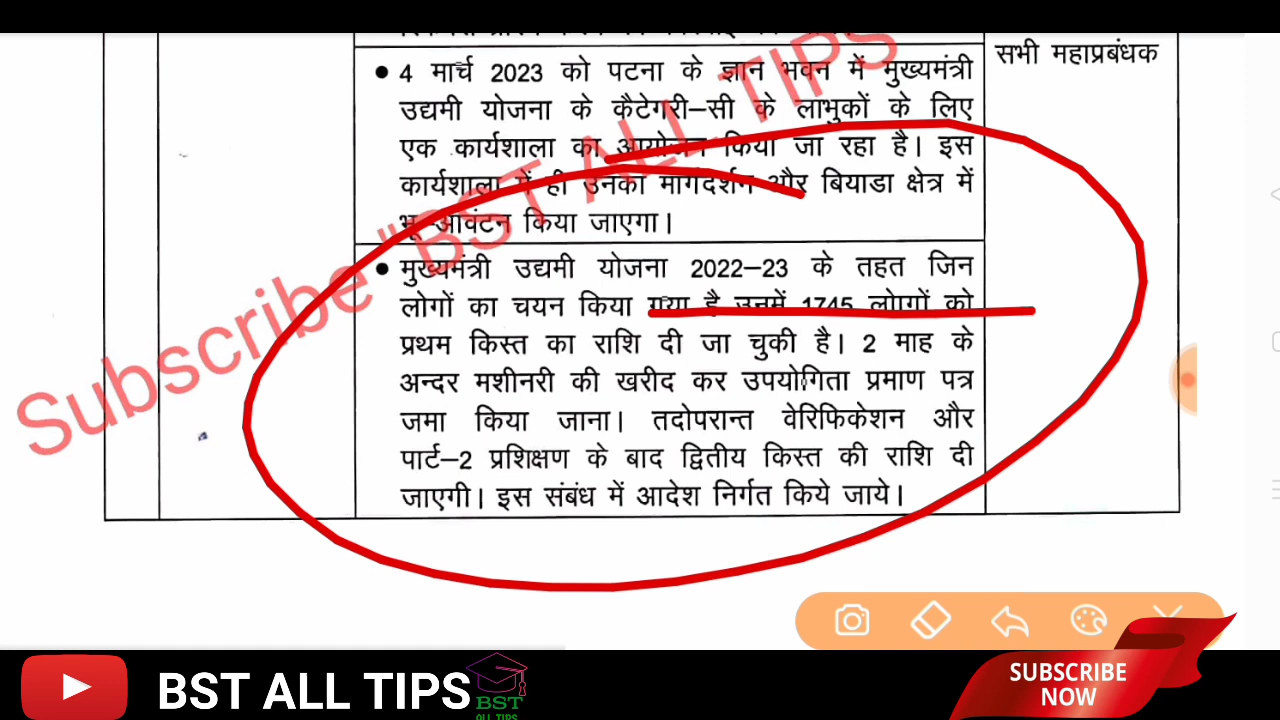 सभी महाप्रबंधक
● 4 मार्च 2023 को पटना के ज्ञान भवन में मुख्यमंत्री
उद्यमी योजना के कैटेगरी–सी के लाभुकों के लिए
एक कार्यशाला का आयोजन किया जा रहा है। इस
कार्यशाला में ही उनका मार्गदर्शन और बियाडा क्षेत्र में
भू–आवंटन किया जाएगा।
● मुख्यमंत्री उद्यमी योजना 2022–23 के तहत जिन
लोगों का चयन किया गया है उनमें 1745 लोगों को
प्रथम किस्त का राशि दी जा चुकी है। 2 माह के
अन्दर मशीनरी की खरीद कर उपयोगिता प्रमाण पत्र
जमा किया जाना। तदोपरान्त वेरिफिकेशन और
पार्ट–2 प्रशिक्षण के बाद द्वितीय किस्त की राशि दी
जाएगी। इस संबंध में आदेश निर्गत किये जाये।
Subscribe "BST ALL TIPS
BST ALL TIPS
BST
ALL TIPS
SUBSCRIBE
NOW